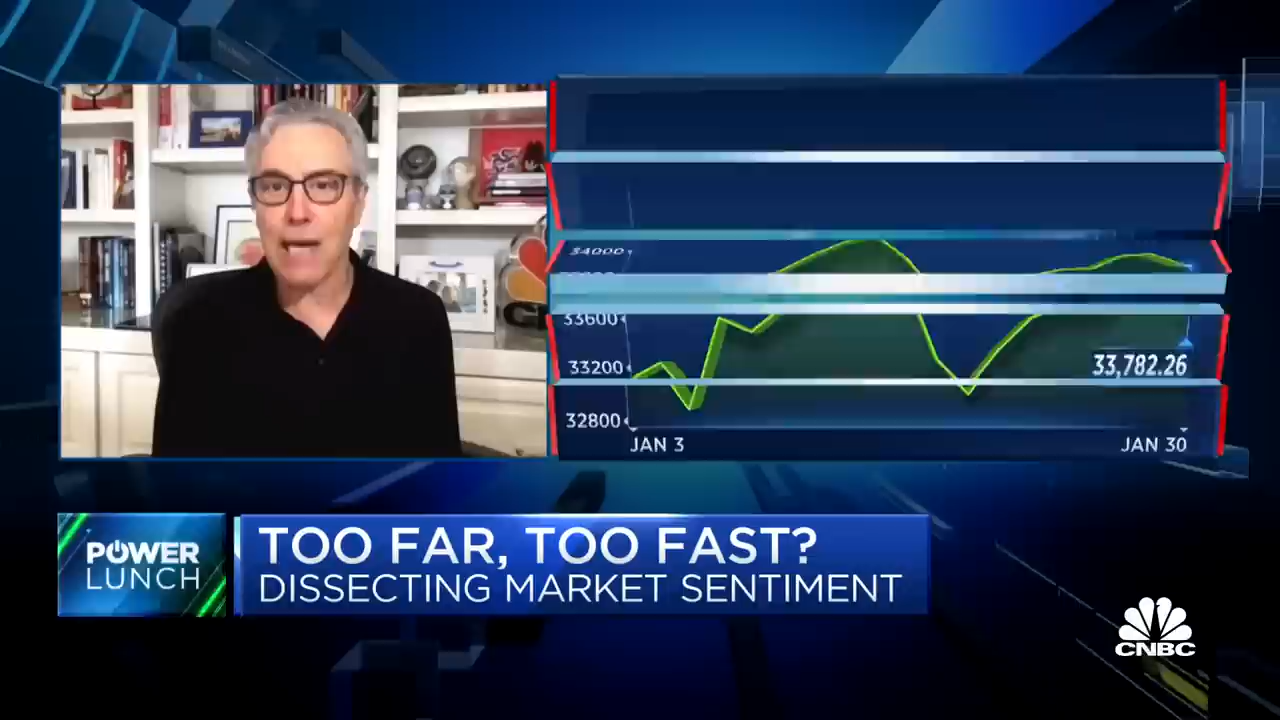 34000
33600
33200
32800
33,782.26
JAN 3
JAN 30
POWER
LUNCH
TOO FAR, TOO FAST?
DISSECTING MARKET SENTIMENT
CNBC